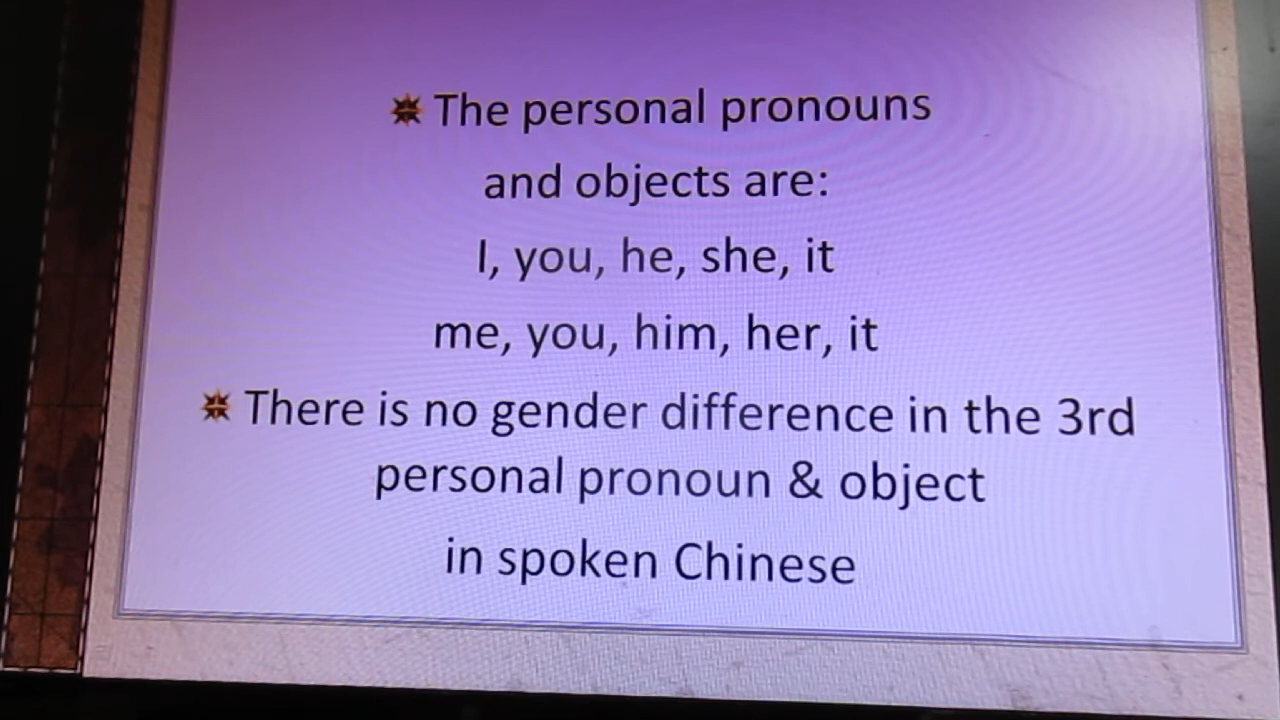 The personal pronouns
and objects are:
I, you, he, she, it
me, you, him, her, it
There is no gender difference in the 3rd
personal pronoun & object
in spoken Chinese